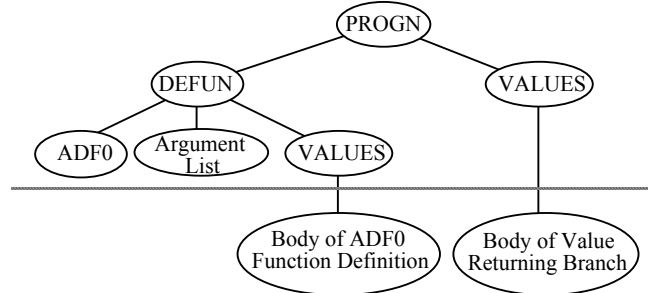 PROGN
DEFUN
VALUES
ADF0
Argument
List
VALUES
Body of ADF0
Function Definition
Body of Value
Returning Branch